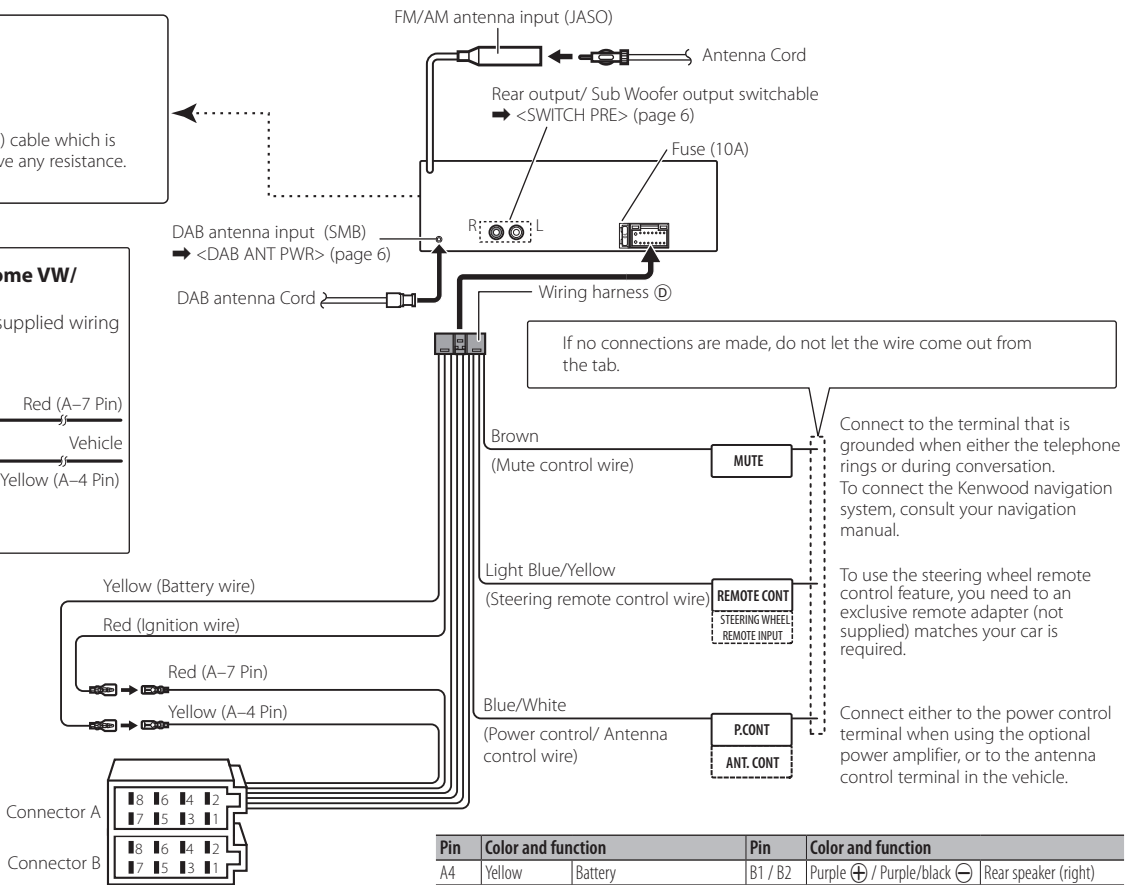 FM/AM antenna input (JASO)
Antenna Cord
Rear output/ Sub Woofer output switchable
➡ <SWITCH PRE> (page 6)
Fuse (10A)
) cable which is
ve any resistance.
R
L
DAB antenna input (SMB)
➡ <DAB ANT PWR> (page 6)
DAB antenna Cord
Wiring harness Ⓓ
ome VW/
supplied wiring
Red (A–7 Pin)
Vehicle
Yellow (A–4 Pin)
If no connections are made, do not let the wire come out from
the tab.
Brown
(Mute control wire)
MUTE
Connect to the terminal that is
grounded when either the telephone
rings or during conversation.
To connect the Kenwood navigation
system, consult your navigation
manual.
Light Blue/Yellow
(Steering remote control wire)
REMOTE CONT
STEERING WHEEL
REMOTE INPUT
To use the steering wheel remote
control feature, you need to an
exclusive remote adapter (not
supplied) matches your car is
required.
Yellow (Battery wire)
Red (Ignition wire)
Red (A–7 Pin)
Yellow (A–4 Pin)
Blue/White
(Power control/ Antenna
control wire)
P.CONT
ANT. CONT
Connect either to the power control
terminal when using the optional
power amplifier, or to the antenna
control terminal in the vehicle.
Connector A
8 6 4 2
7 5 3 1
Connector B
8 6 4 2
7 5 3 1
Pin Color and function Pin Color and function
A4 Yellow Battery B1 / B2 Purple ⊕ / Purple/black ⊖ Rear speaker (right)